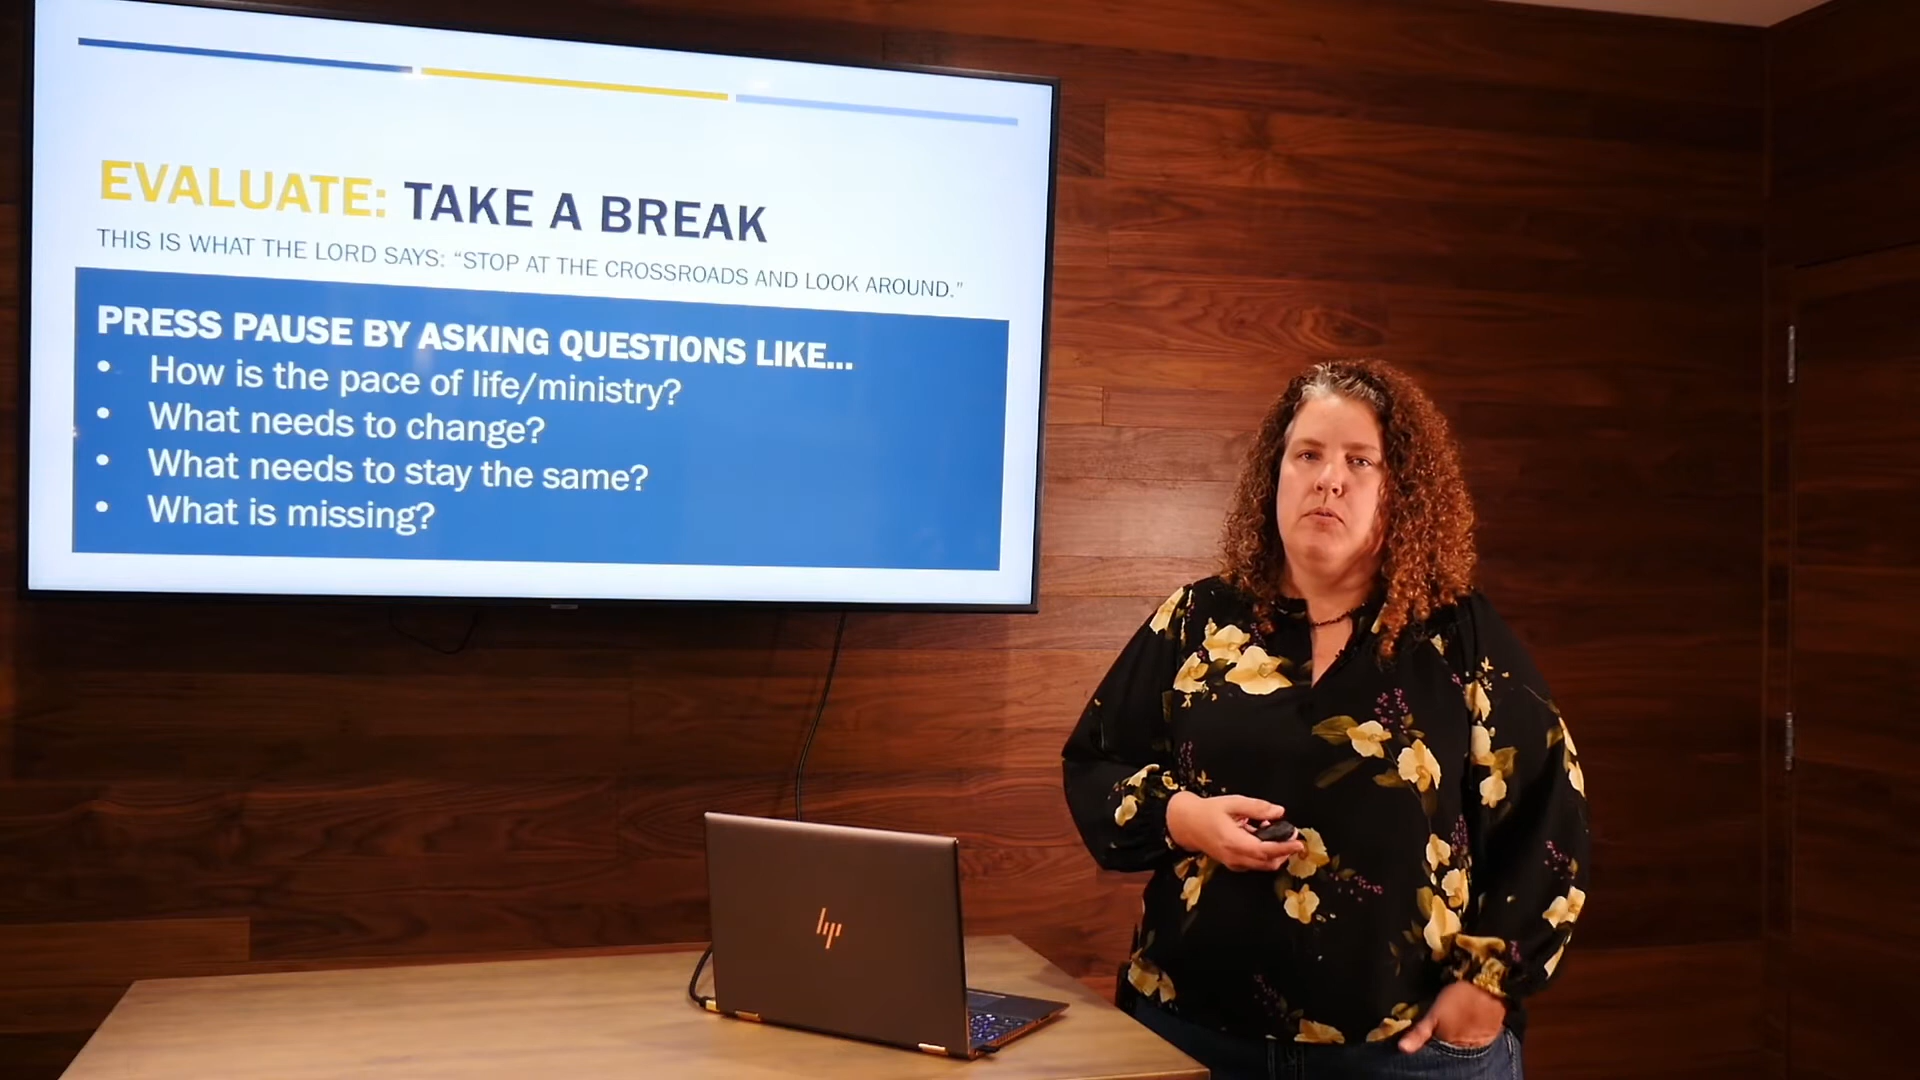 EVALUATE: TAKE A BREAK
THIS IS WHAT THE LORD SAYS: “STOP AT THE CROSSROADS AND LOOK AROUND.”
PRESS PAUSE BY ASKING QUESTIONS LIKE...
• How is the pace of life/ministry?
• What needs to change?
• What needs to stay the same?
• What is missing?
hp